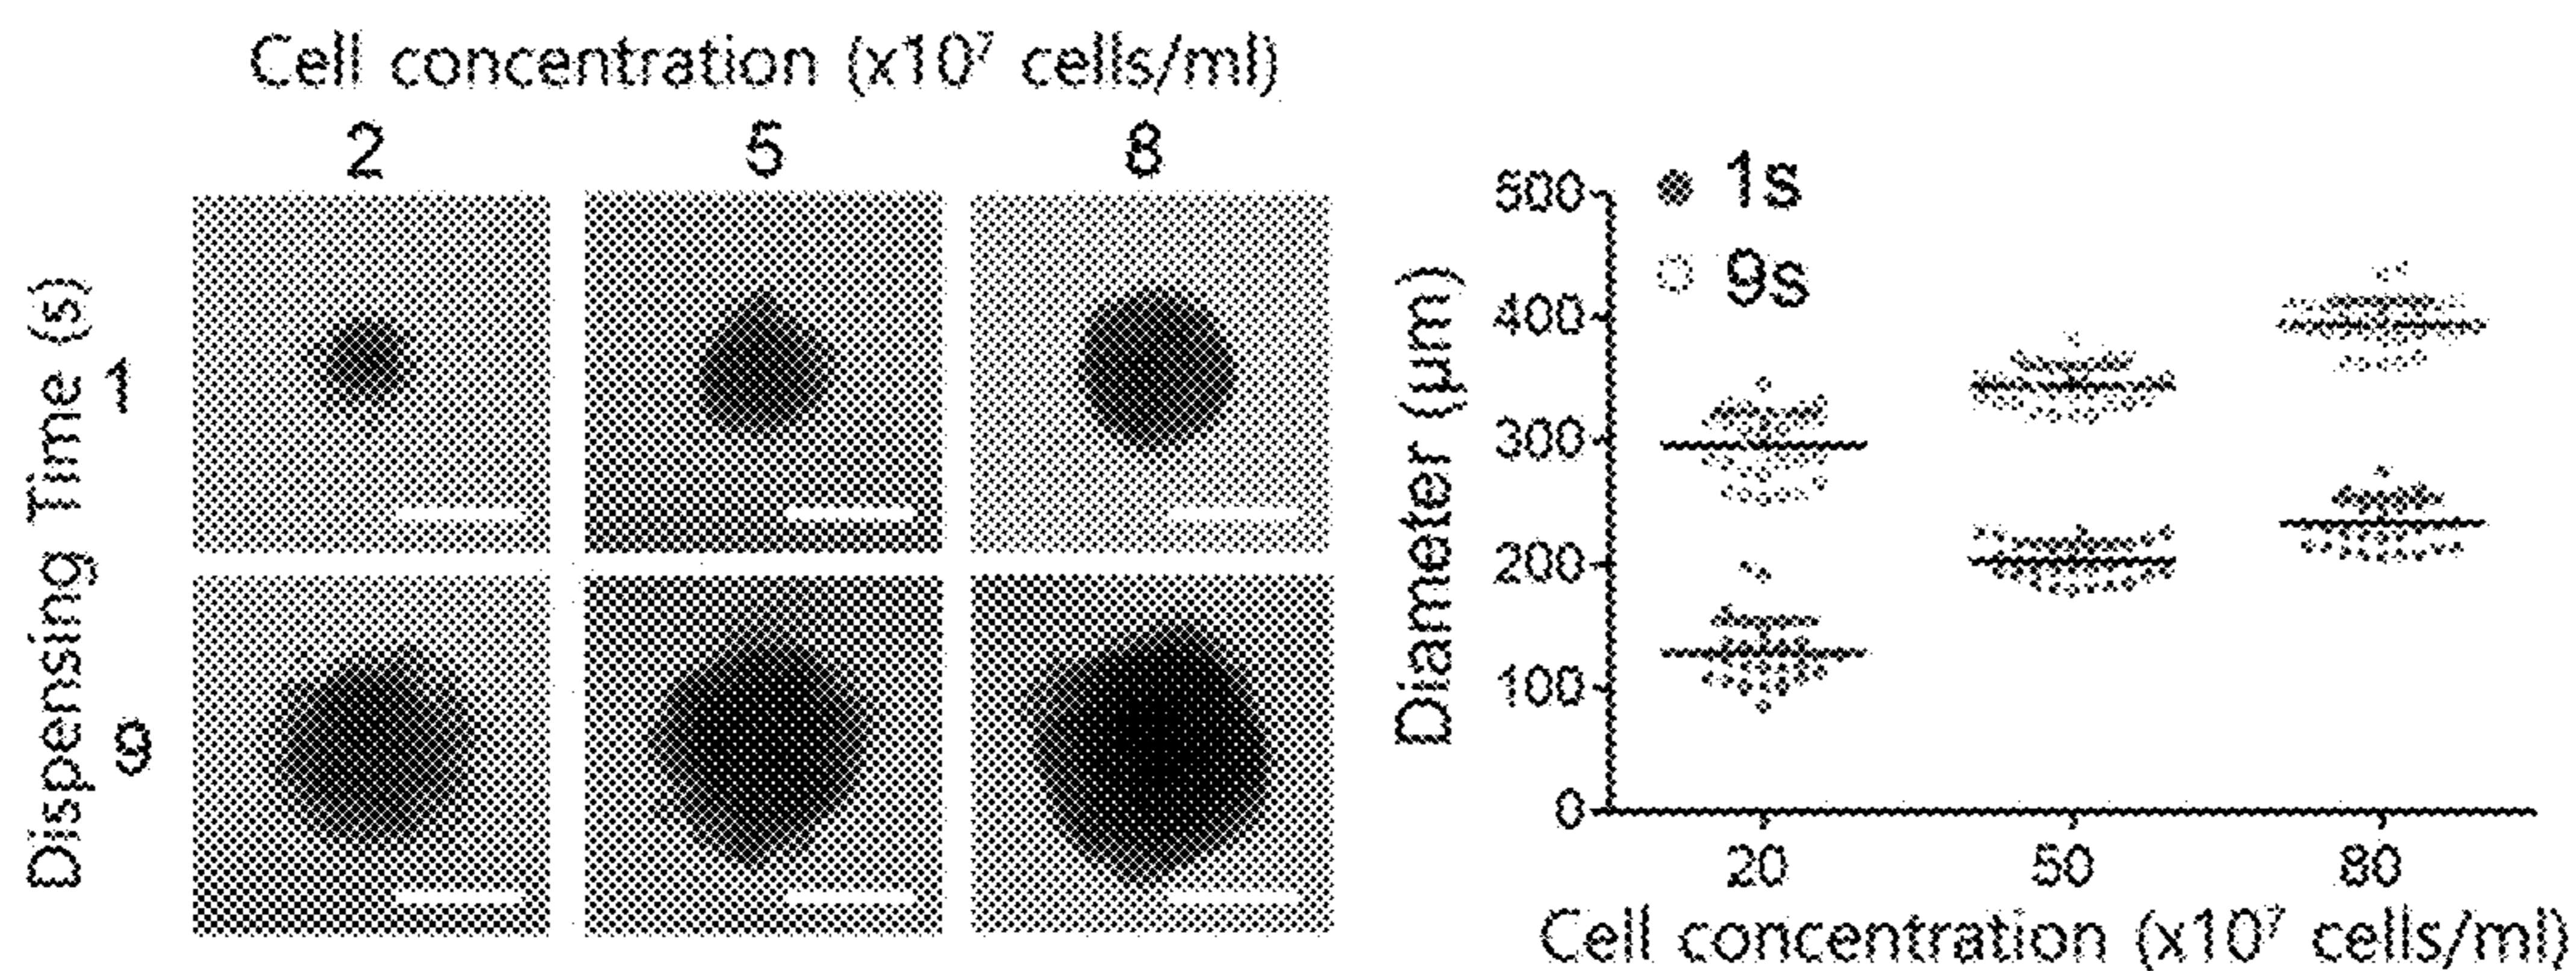 Cell concentration (x10⁷ cells/ml)
2 5 8
Dispensing Time (s)
1
9
1s
9s
Diameter (µm)
500
400
300
200
100
0
20 50 80
Cell concentration (x10⁷ cells/ml)